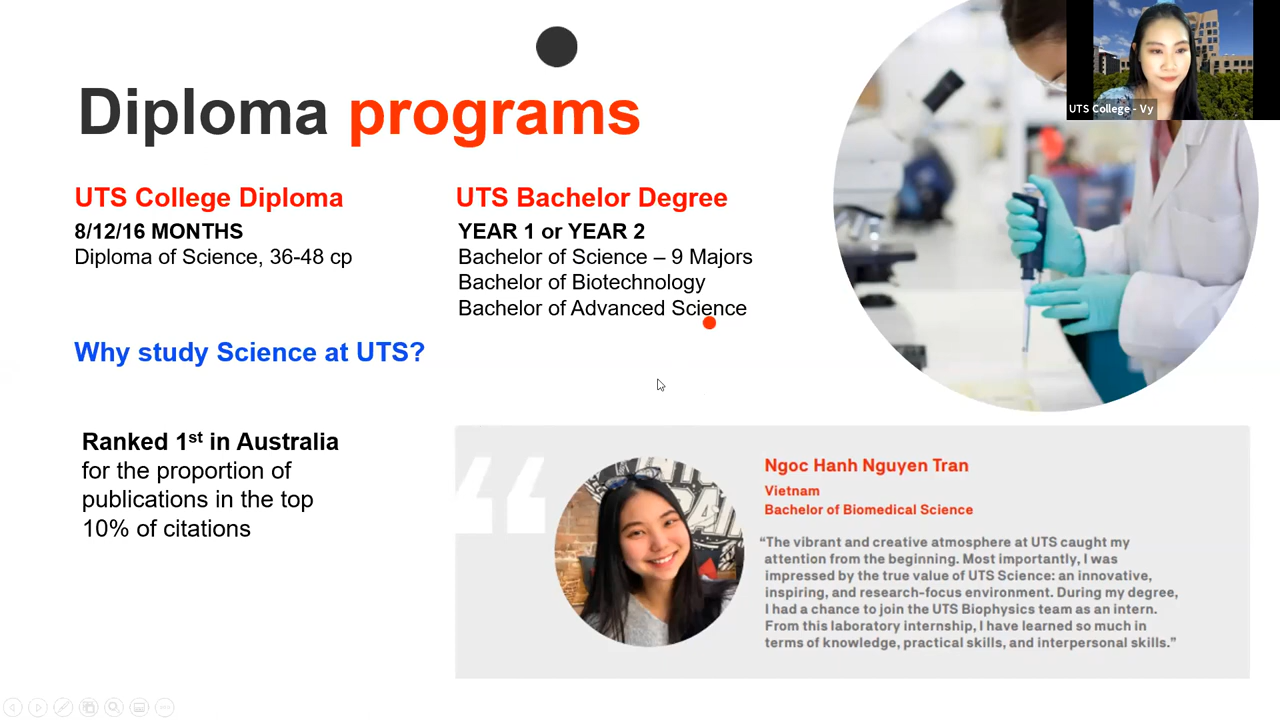 Diploma programs
UTS College Diploma
8/12/16 MONTHS
Diploma of Science, 36-48 cp
UTS Bachelor Degree
YEAR 1 or YEAR 2
Bachelor of Science – 9 Majors
Bachelor of Biotechnology
Bachelor of Advanced Science
UTS College - Vy
Why study Science at UTS?
Ranked 1st in Australia
for the proportion of
publications in the top
10% of citations
Ngoc Hanh Nguyen Tran
Vietnam
Bachelor of Biomedical Science
“The vibrant and creative atmosphere at UTS caught my
attention from the beginning. Most importantly, I was
impressed by the true value of UTS Science: an innovative,
inspiring, and research-focus environment. During my degree,
I had a chance to join the UTS Biophysics team as an intern.
From this laboratory internship, I have learned so much in
terms of knowledge, practical skills, and interpersonal skills.”